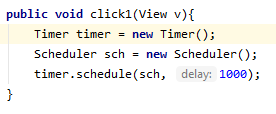 public void click1(View v){
Timer timer = new Timer();
Scheduler sch = new Scheduler();
timer.schedule(sch, delay: 1000);
}